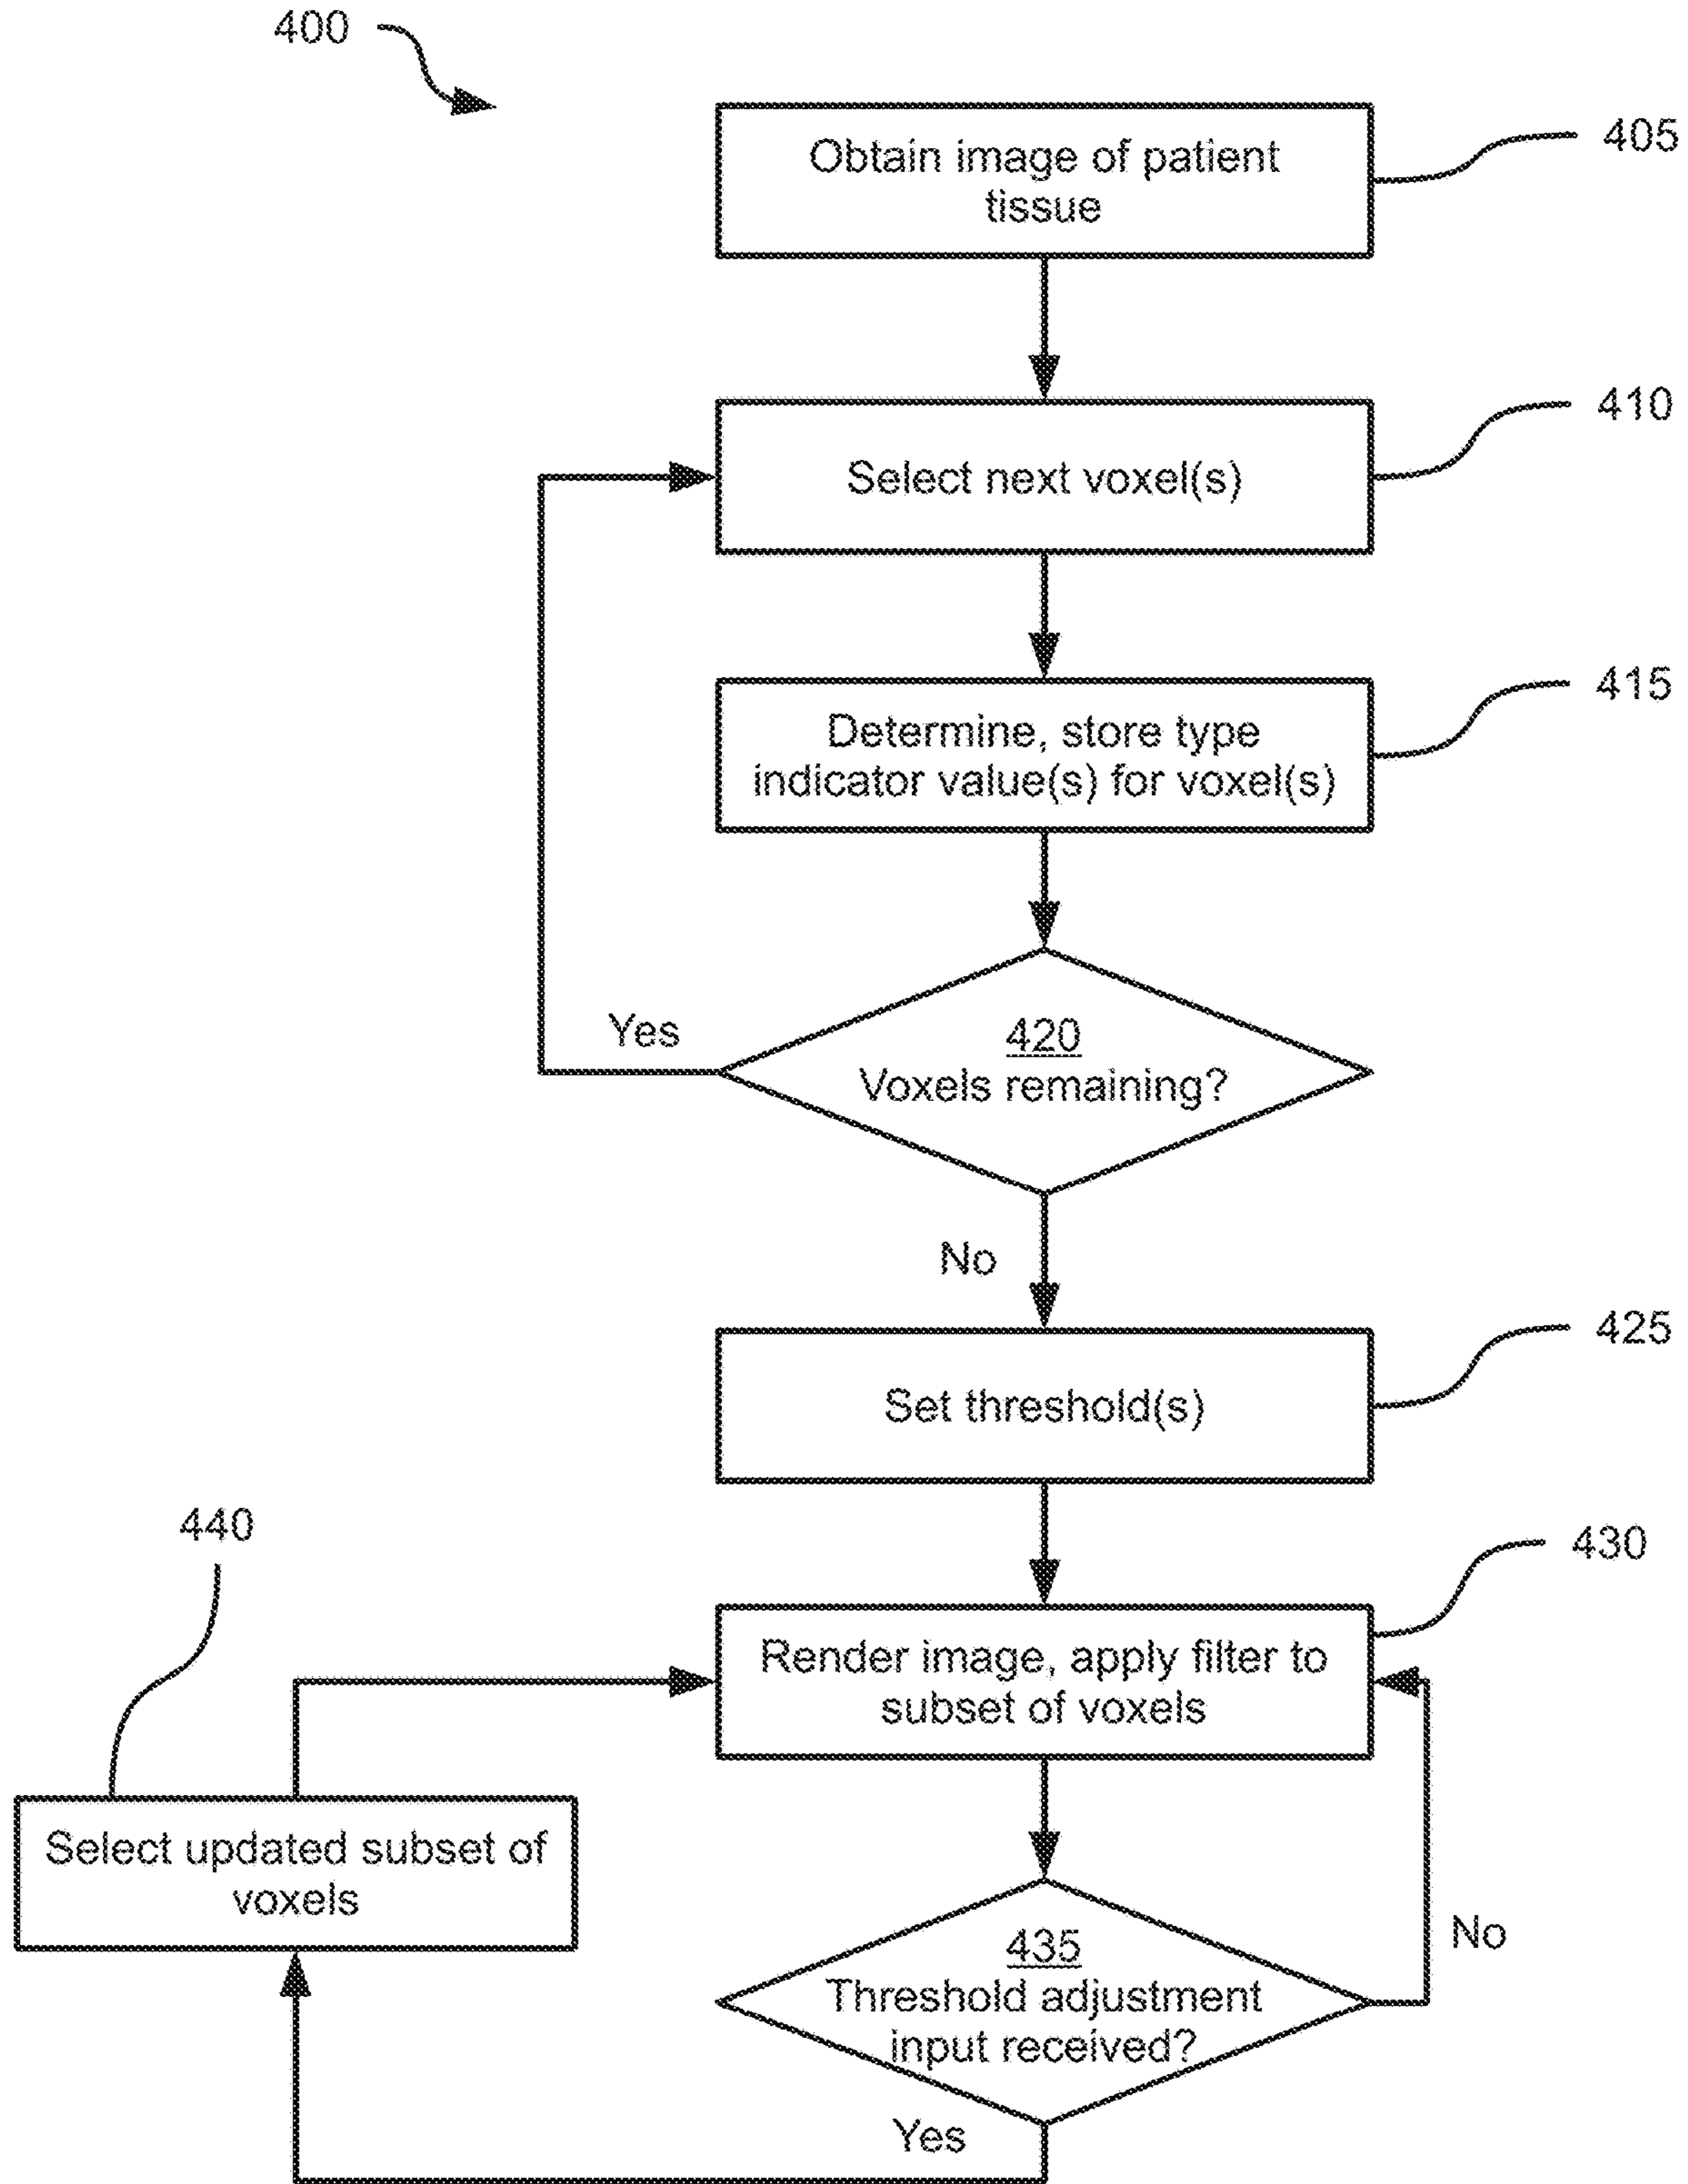 400
Obtain image of patient
tissue
405
410
Select next voxel(s)
415
Determine, store type
indicator value(s) for voxel(s)
Yes
420
Voxels remaining?
No
425
Set threshold(s)
440
430
Render image, apply filter to
subset of voxels
Select updated subset of
voxels
No
435
Threshold adjustment
input received?
Yes